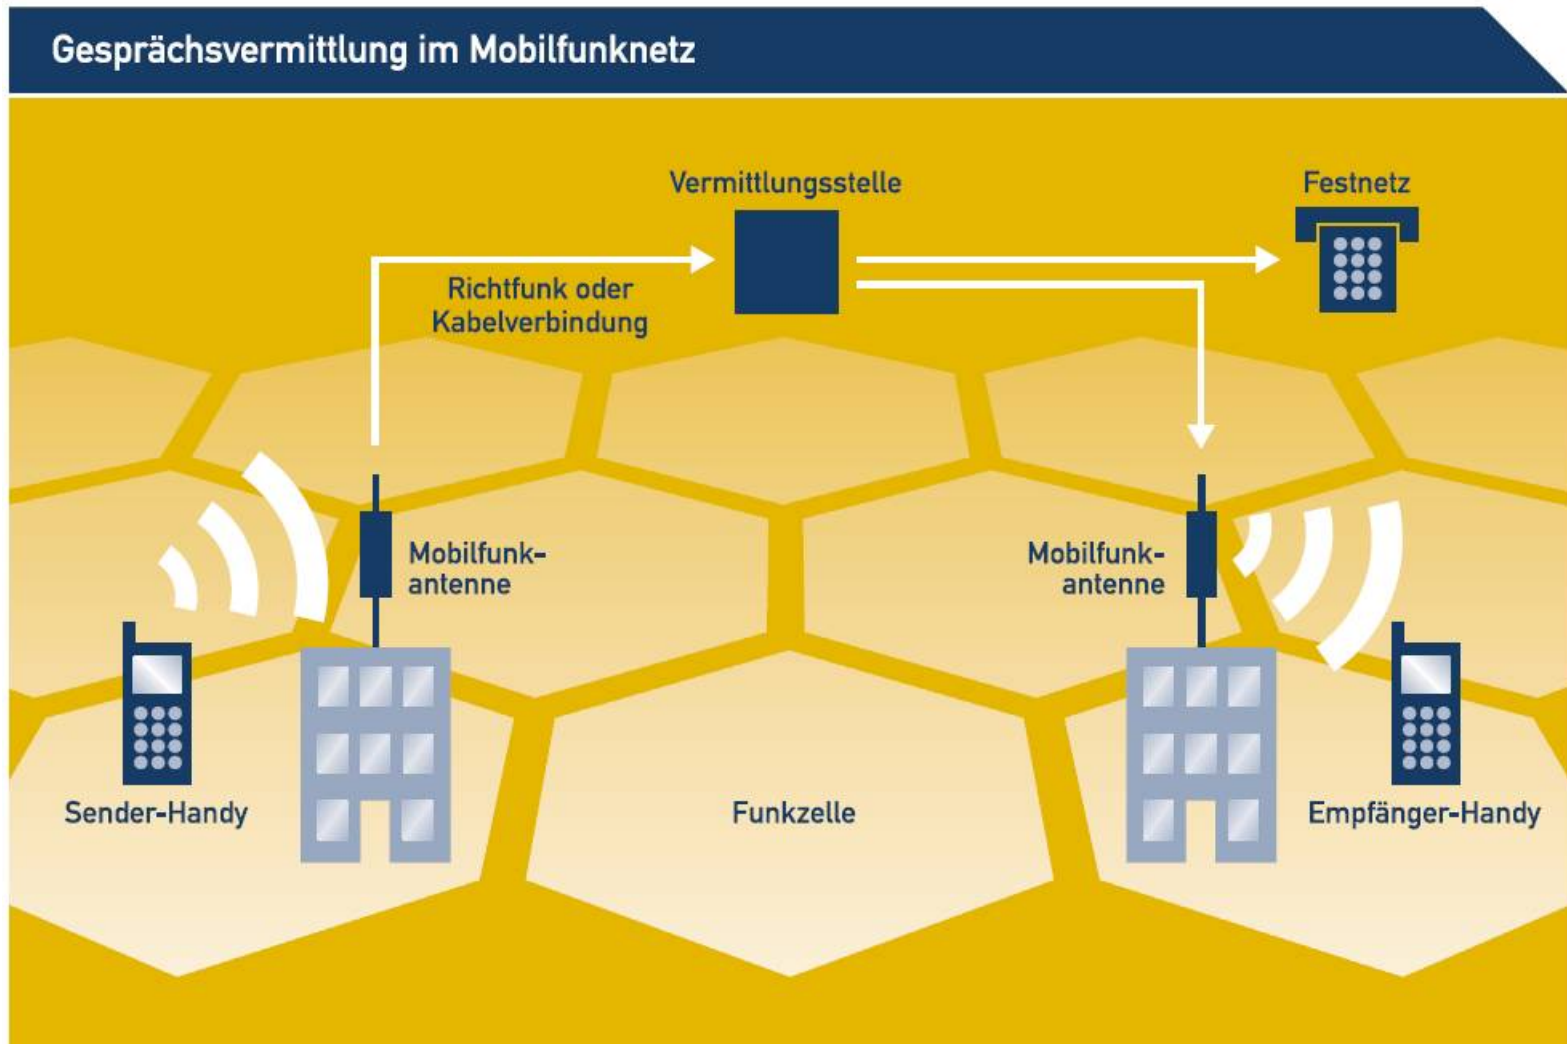 Gesprächsvermittlung im Mobilfunknetz
Vermittlungsstelle
Festnetz
Richtfunk oder
Kabelverbindung
Mobilfunk-
antenne
Mobilfunk-
antenne
Sender-Handy
Funkzelle
Empfänger-Handy